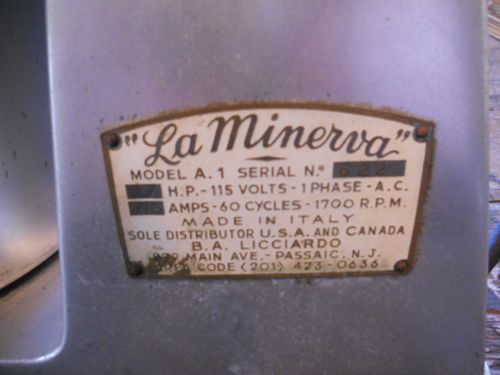 "La Minerva"
MODEL A.1 SERIAL Nº 622
H.P.-115 VOLTS-1 PHASE-A.C.
AMPS-60 CYCLES-1700 R.P.M.
MADE IN ITALY
SOLE DISTRIBUTOR U.S.A. AND CANADA
B.A. LICCIARDO
MAIN AVE.- PASSAIC, N.J.
CODE (201) 473-0636